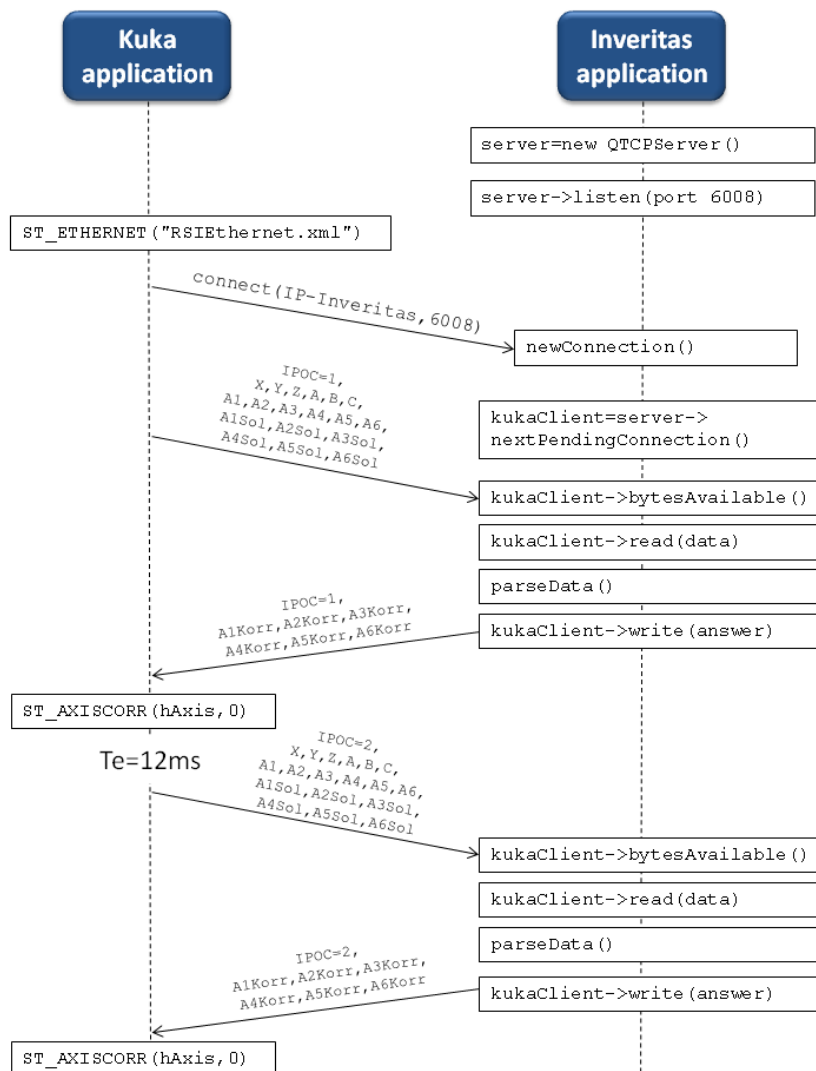 Kuka
application
Inveritas
application
server=new QTCPServer()
server->listen(port 6008)
ST_ETHERNET("RSIEthernet.xml")
connect(IP-Inveritas,6008)
newConnection()
IPOC=1,
X,Y,Z,A,B,C,
A1,A2,A3,A4,A5,A6,
A1Sol,A2Sol,A3Sol,
A4Sol,A5Sol,A6Sol
kukaClient=server->
nextPendingConnection()
kukaClient->bytesAvailable()
kukaClient->read(data)
parseData()
IPOC=1,
A1Korr,A2Korr,A3Korr,
A4Korr,A5Korr,A6Korr
kukaClient->write(answer)
ST_AXISCORR(hAxis,0)
Te=12ms
IPOC=2,
X,Y,Z,A,B,C,
A1,A2,A3,A4,A5,A6,
A1Sol,A2Sol,A3Sol,
A4Sol,A5Sol,A6Sol
kukaClient->bytesAvailable()
kukaClient->read(data)
parseData()
IPOC=2,
A1Korr,A2Korr,A3Korr,
A4Korr,A5Korr,A6Korr
kukaClient->write(answer)
ST_AXISCORR(hAxis,0)